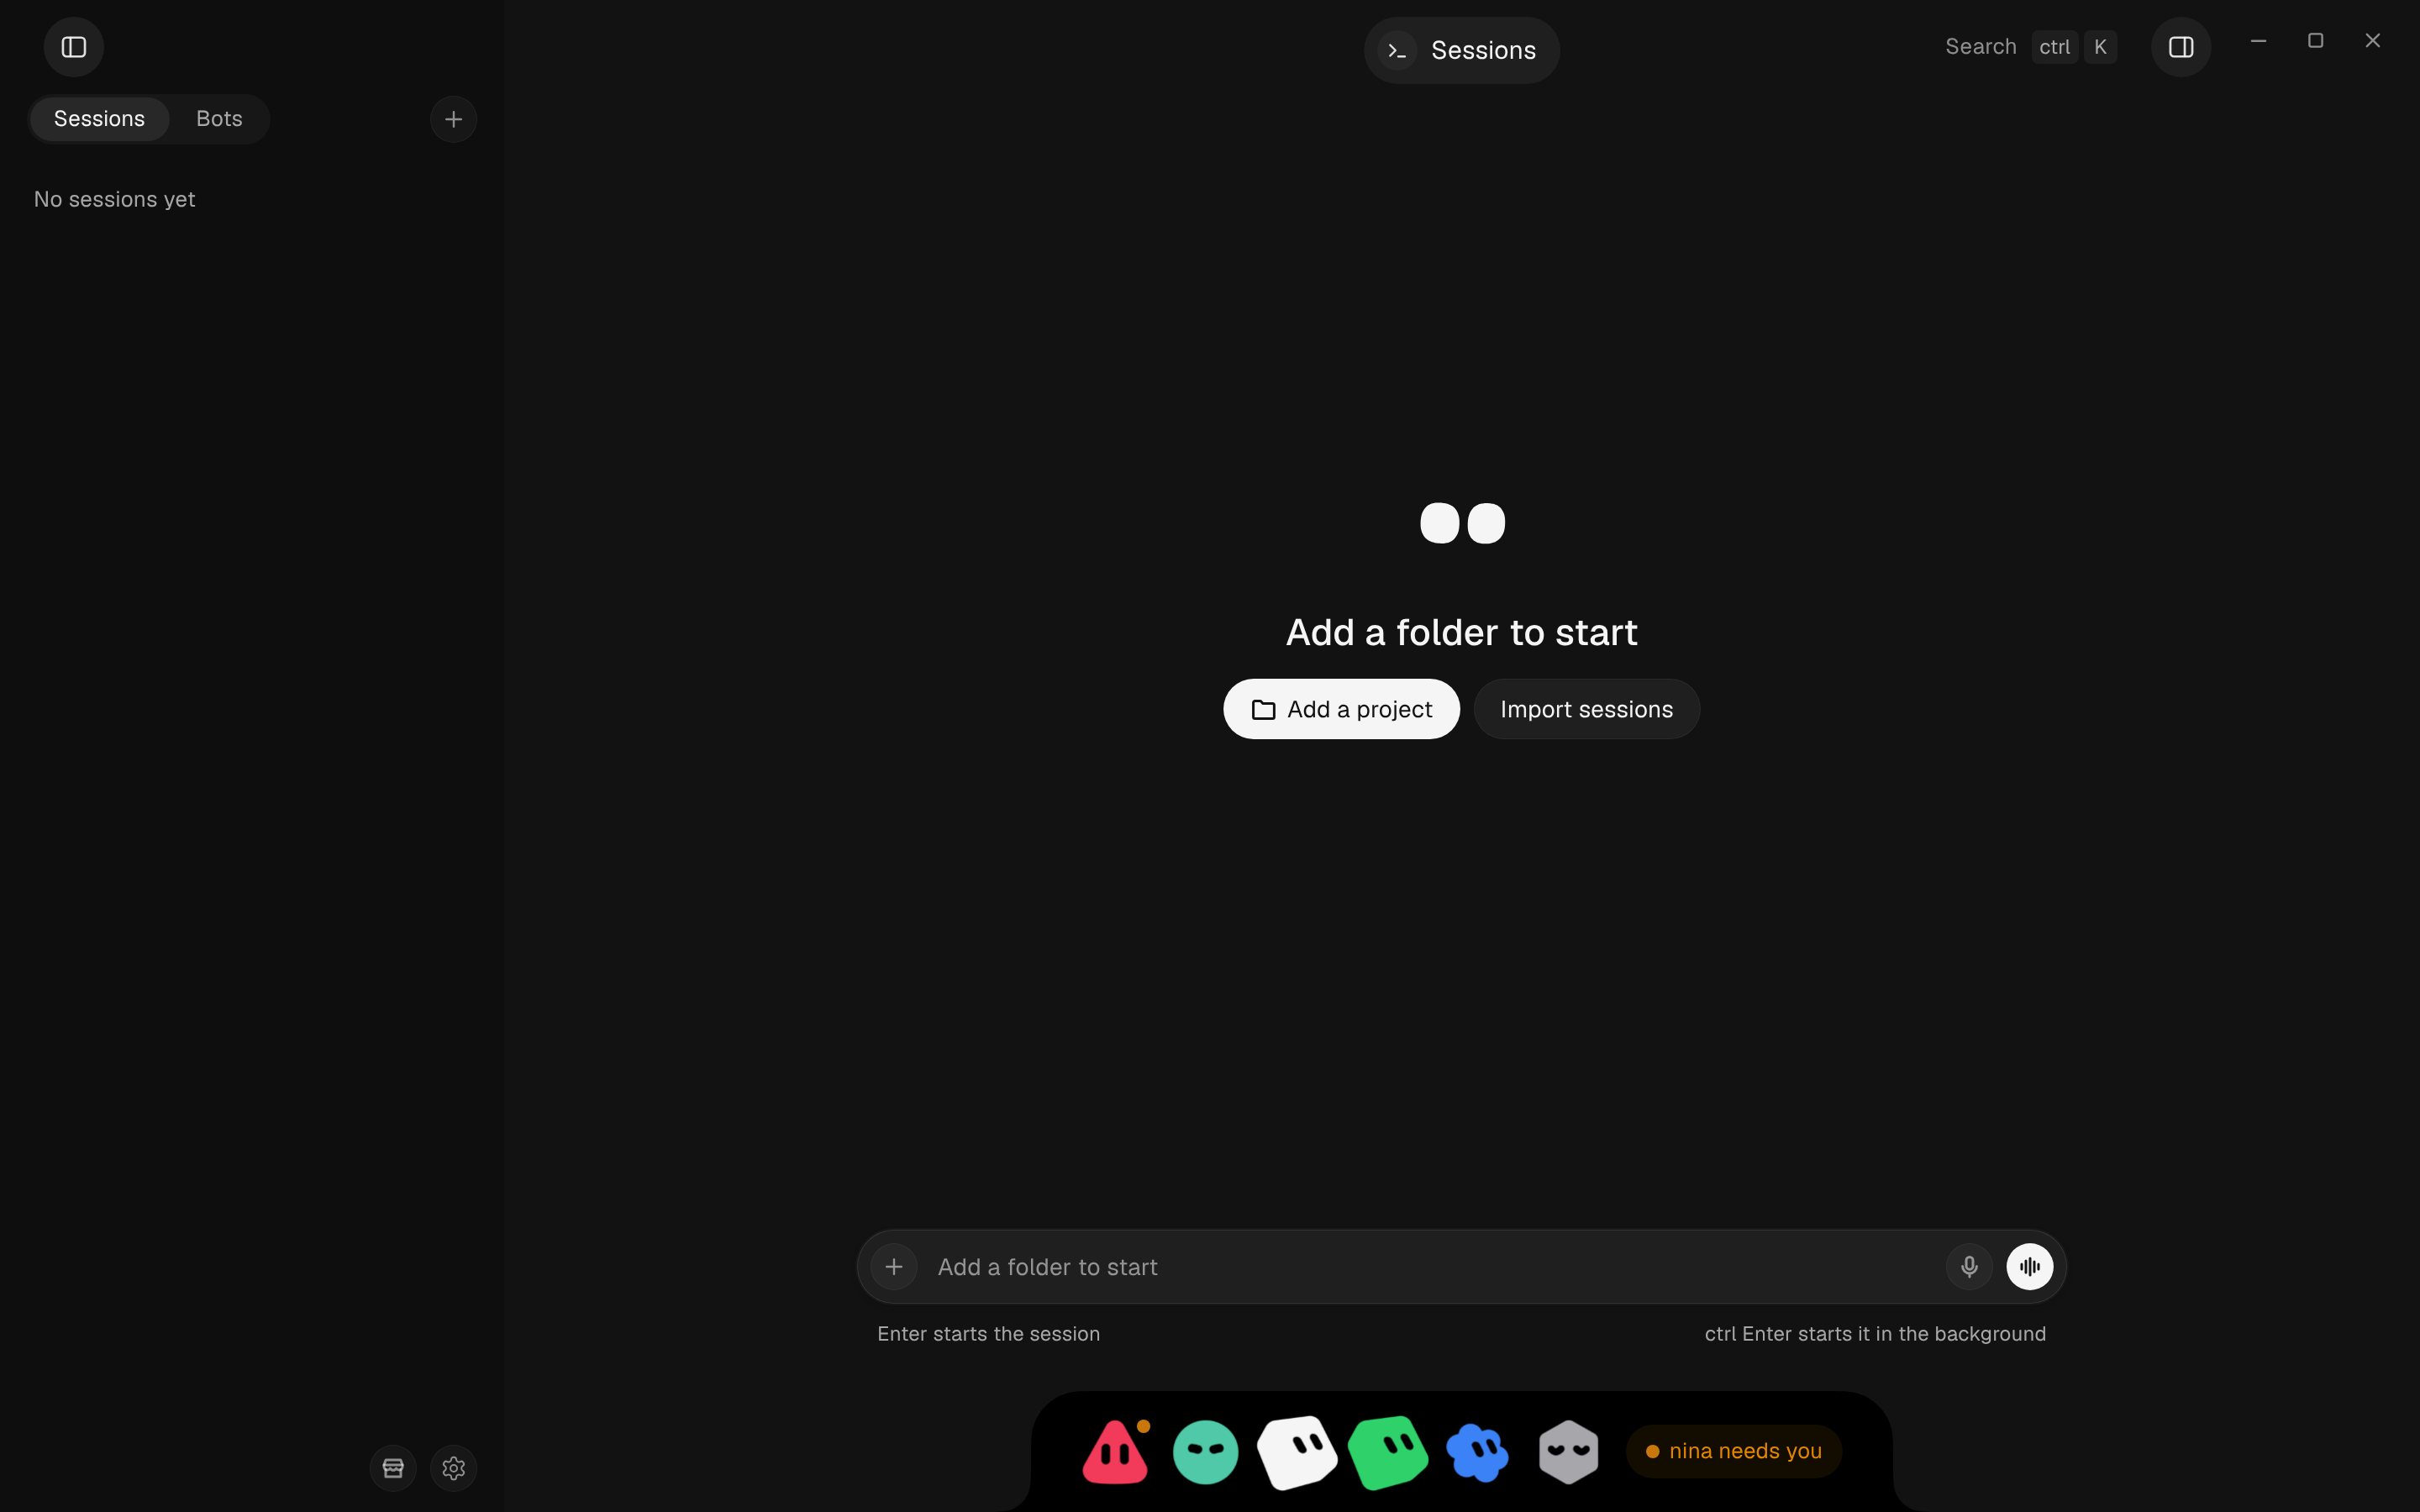 Sessions
Search ctrl K
Sessions Bots
No sessions yet
Add a folder to start
Add a project
Import sessions
Add a folder to start
Enter starts the session
ctrl Enter starts it in the background
nina needs you